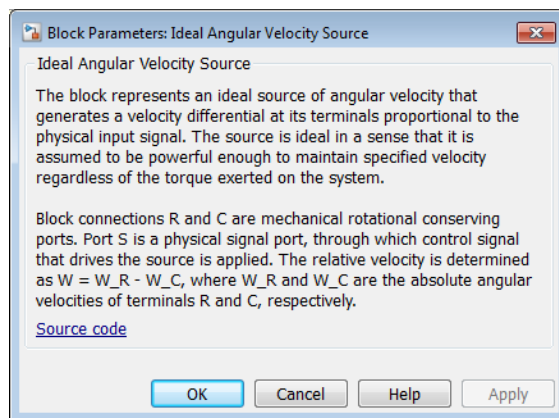 Block Parameters: Ideal Angular Velocity Source
Ideal Angular Velocity Source
The block represents an ideal source of angular velocity that
generates a velocity differential at its terminals proportional to the
physical input signal. The source is ideal in a sense that it is
assumed to be powerful enough to maintain specified velocity
regardless of the torque exerted on the system.
Block connections R and C are mechanical rotational conserving
ports. Port S is a physical signal port, through which control signal
that drives the source is applied. The relative velocity is determined
as W = W_R - W_C, where W_R and W_C are the absolute angular
velocities of terminals R and C, respectively.
Source code
OK Cancel Help Apply